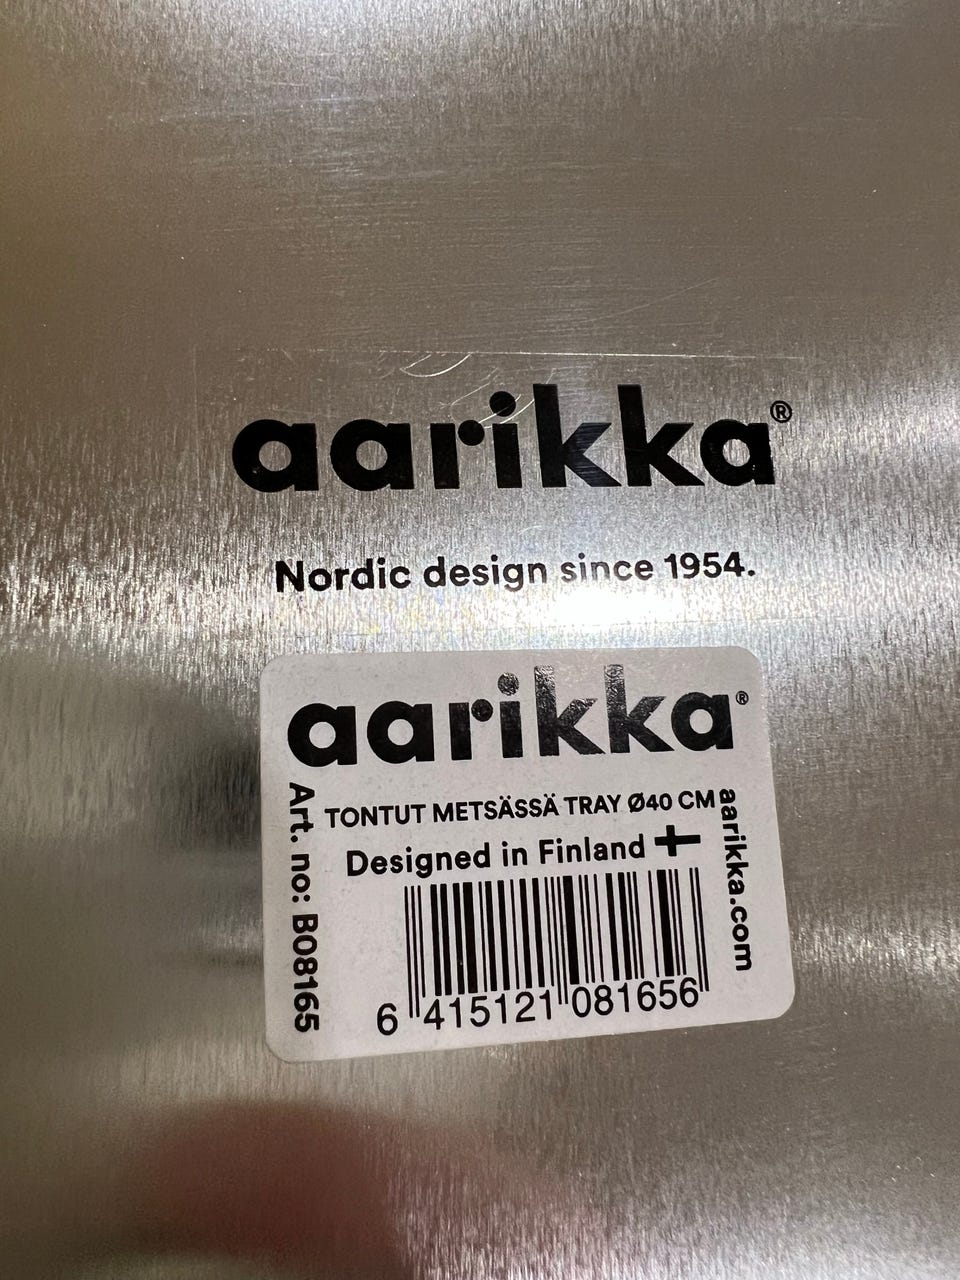 aarikka®
Nordic design since 1954.
aarikka®
TONTUT METSÄSSÄ TRAY Ø40 CM
Designed in Finland
Art. no: B08165
aarikka.com
6 415121 081656